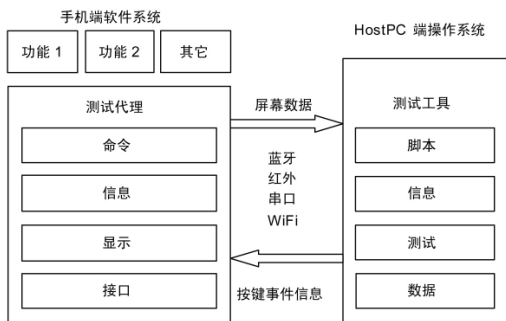 手机端软件系统
HostPC 端操作系统
功能 1
功能 2
其它
测试代理
命令
信息
显示
接口
屏幕数据
蓝牙
红外
串口
WiFi
按键事件信息
测试工具
脚本
信息
测试
数据